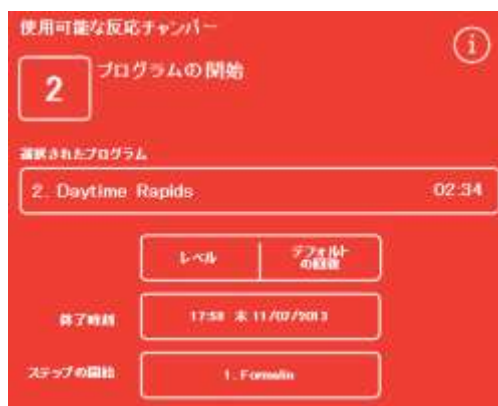 使用可能な反応チャンバー
i
2
プログラムの開始
選択されたプログラム
2. Daytime Rapids 02:34
レベル
デフォルト
の回復
終了時刻
17:58 木 11/07/2013
ステップの開始
1. Formalin